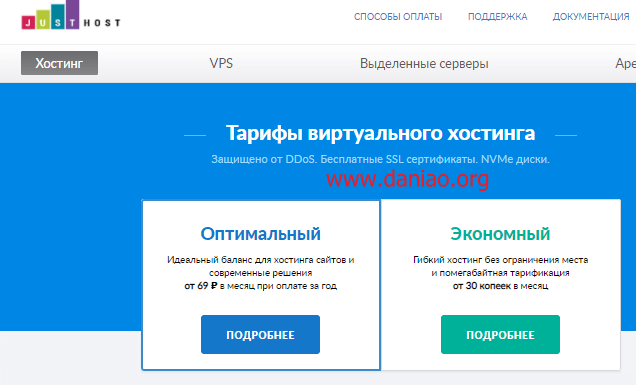 JUST HOST
СПОСОБЫ ОПЛАТЫ ПОДДЕРЖКА ДОКУМЕНТАЦИЯ
Хостинг VPS Выделенные серверы Аре
Тарифы виртуального хостинга
Защищено от DDoS. Бесплатные SSL сертификаты. NVMe диски.
www.daniao.org
Оптимальный
Идеальный баланс для хостинга сайтов и
современные решения
от 69 ₽ в месяц при оплате за год
ПОДРОБНЕЕ
Экономный
Гибкий хостинг без ограничения места
и помегабайтная тарификация
от 30 копеек в месяц
ПОДРОБНЕЕ